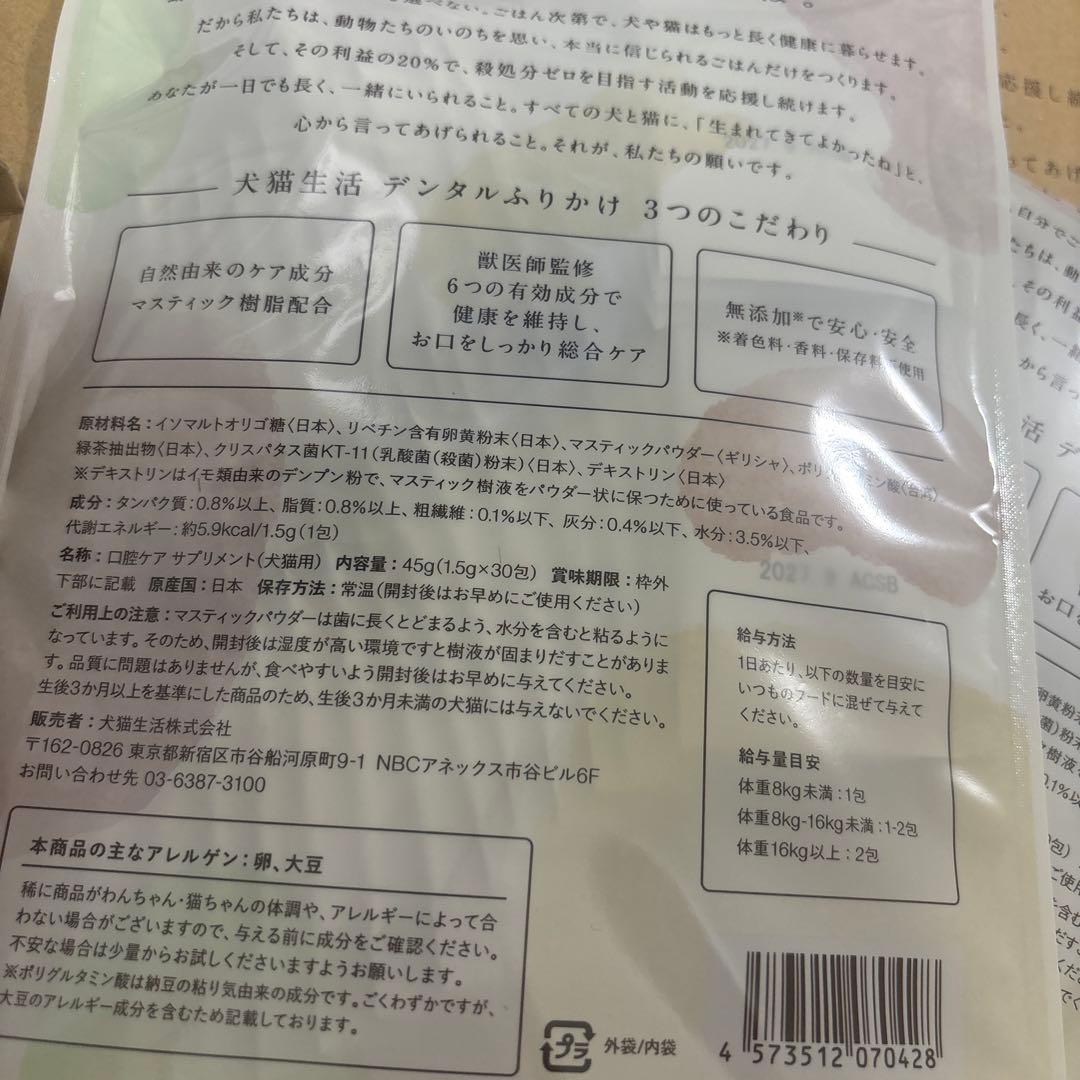 選べない。ごはん次第で、犬や猫はもっと長く健康に暮らせます。
だから私たちは、動物たちのいのちを思い、本当に信じられるごはんだけをつくります。
そして、その利益の20%で、殺処分ゼロを目指す活動を応援し続けます。
あなたが一日でも長く、一緒にいられること。すべての犬と猫に、「生まれてきてよかったね」と、
心から言ってあげられること。それが、私たちの願いです。
犬猫生活 デンタルふりかけ 3つのこだわり
自然由来のケア成分
マスティック樹脂配合
獣医師監修
6つの有効成分で
健康を維持し、
お口をしっかり総合ケア
無添加※で安心・安全
※着色料・香料・保存料 使用
原材料名：イソマルトオリゴ糖〈日本〉、リベチン含有卵黄粉末〈日本〉、マスティックパウダー〈ギリシャ〉、ポリ ミン酸〈台湾〉
緑茶抽出物〈日本〉、クリスパタス菌KT-11(乳酸菌(殺菌)粉末)〈日本〉、デキストリン〈日本〉
※デキストリンはイモ類由来のデンプン粉で、マスティック樹液をパウダー状に保つために使っている食品です。
成分：タンパク質：0.8%以上、脂質：0.8%以上、粗繊維：0.1%以下、灰分：0.4%以下、水分：3.5%以下、
代謝エネルギー：約5.9kcal/1.5g(1包)
名称：口腔ケア サプリメント(犬猫用) 内容量：45g(1.5g×30包) 賞味期限：枠外
下部に記載 原産国：日本 保存方法：常温(開封後はお早めにご使用ください)
2027 9 ACSB
ご利用上の注意：マスティックパウダーは歯に長くとどまるよう、水分を含むと粘るように
なっています。そのため、開封後は湿度が高い環境ですと樹液が固まりだすことがありま
す。品質に問題はありませんが、食べやすいよう開封後はお早めに与えてください。
生後3か月以上を基準にした商品のため、生後3か月未満の犬猫には与えないでください。
販売者：犬猫生活株式会社
〒162-0826 東京都新宿区市谷船河原町9-1 NBCアネックス市谷ビル6F
お問い合わせ先 03-6387-3100
給与方法
1日あたり、以下の数量を目安に
いつものフードに混ぜて与えて
ください。
給与量目安
体重8kg未満：1包
体重8kg-16kg未満：1-2包
体重16kg以上：2包
本商品の主なアレルゲン：卵、大豆
稀に商品がわんちゃん・猫ちゃんの体調や、アレルギーによって合
わない場合がございますので、与える前に成分をご確認ください。
不安な場合は少量からお試しくださいますようお願いします。
※ポリグルタミン酸は納豆の粘り気由来の成分です。ごくわずかですが、
大豆のアレルギー成分を含むため記載しております。
プラ
外袋/内袋
4 573512 070428